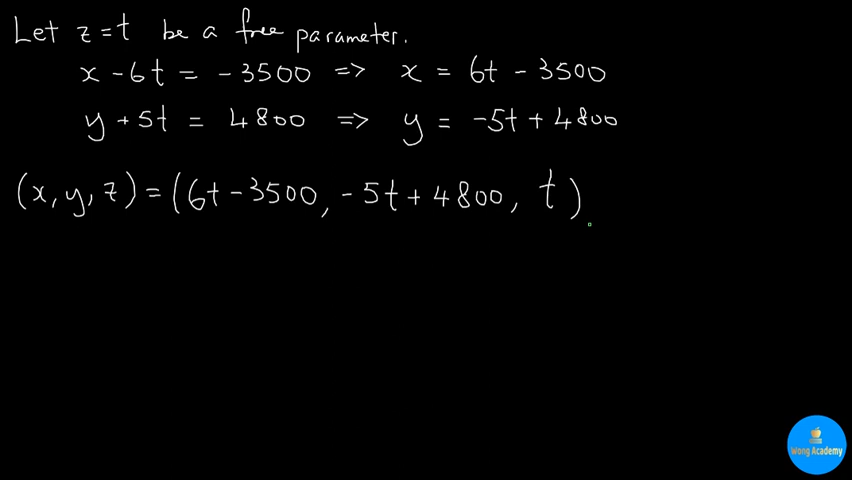 Let z = t be a free parameter.
x - 6t = - 3500 => x = 6t - 3500
y + 5t = 4800 => y = -5t + 4800
(x, y, z) = (6t - 3500, - 5t + 4800, t)
Wong Academy